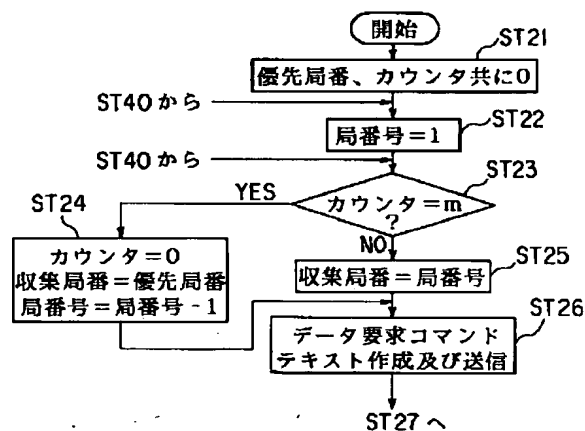 開始
ST21
優先局番、カウンタ共に0
ST40から
ST22
局番号=1
ST40から
ST23
カウンタ=m
?
YES
NO
ST24
カウンタ=0
収集局番=優先局番
局番号=局番号-1
ST25
収集局番=局番号
ST26
データ要求コマンド
テキスト作成及び送信
ST27へ